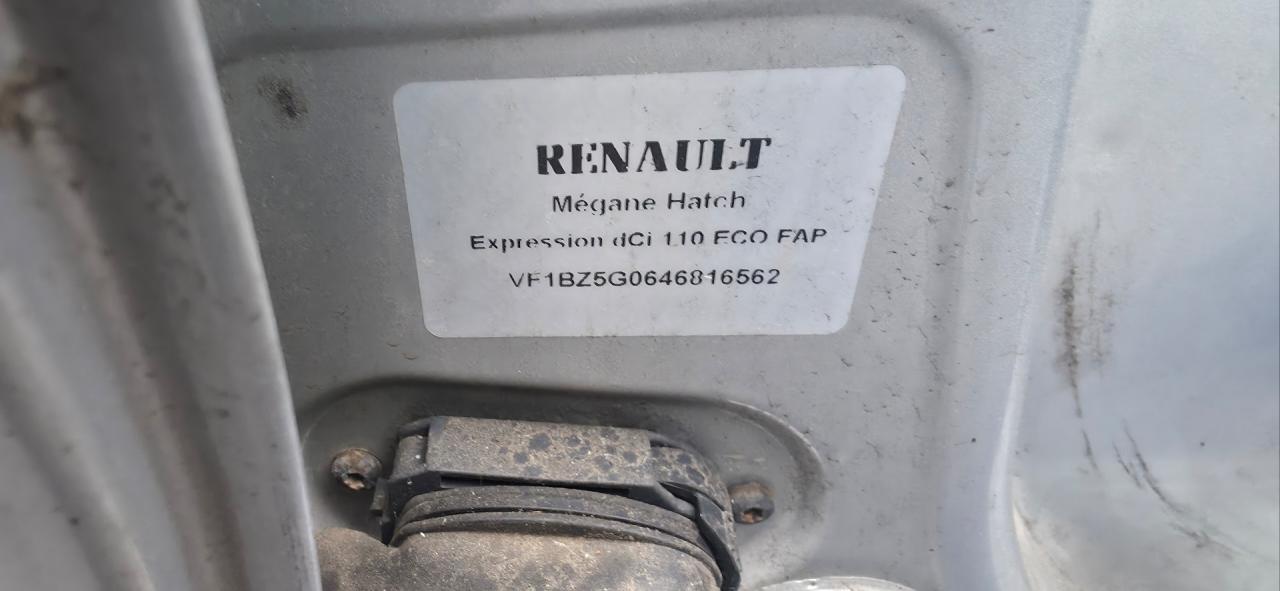 RENAULT
Mégane Hatch
Expression dCi 110 ECO FAP
VF1BZ5G0646816562